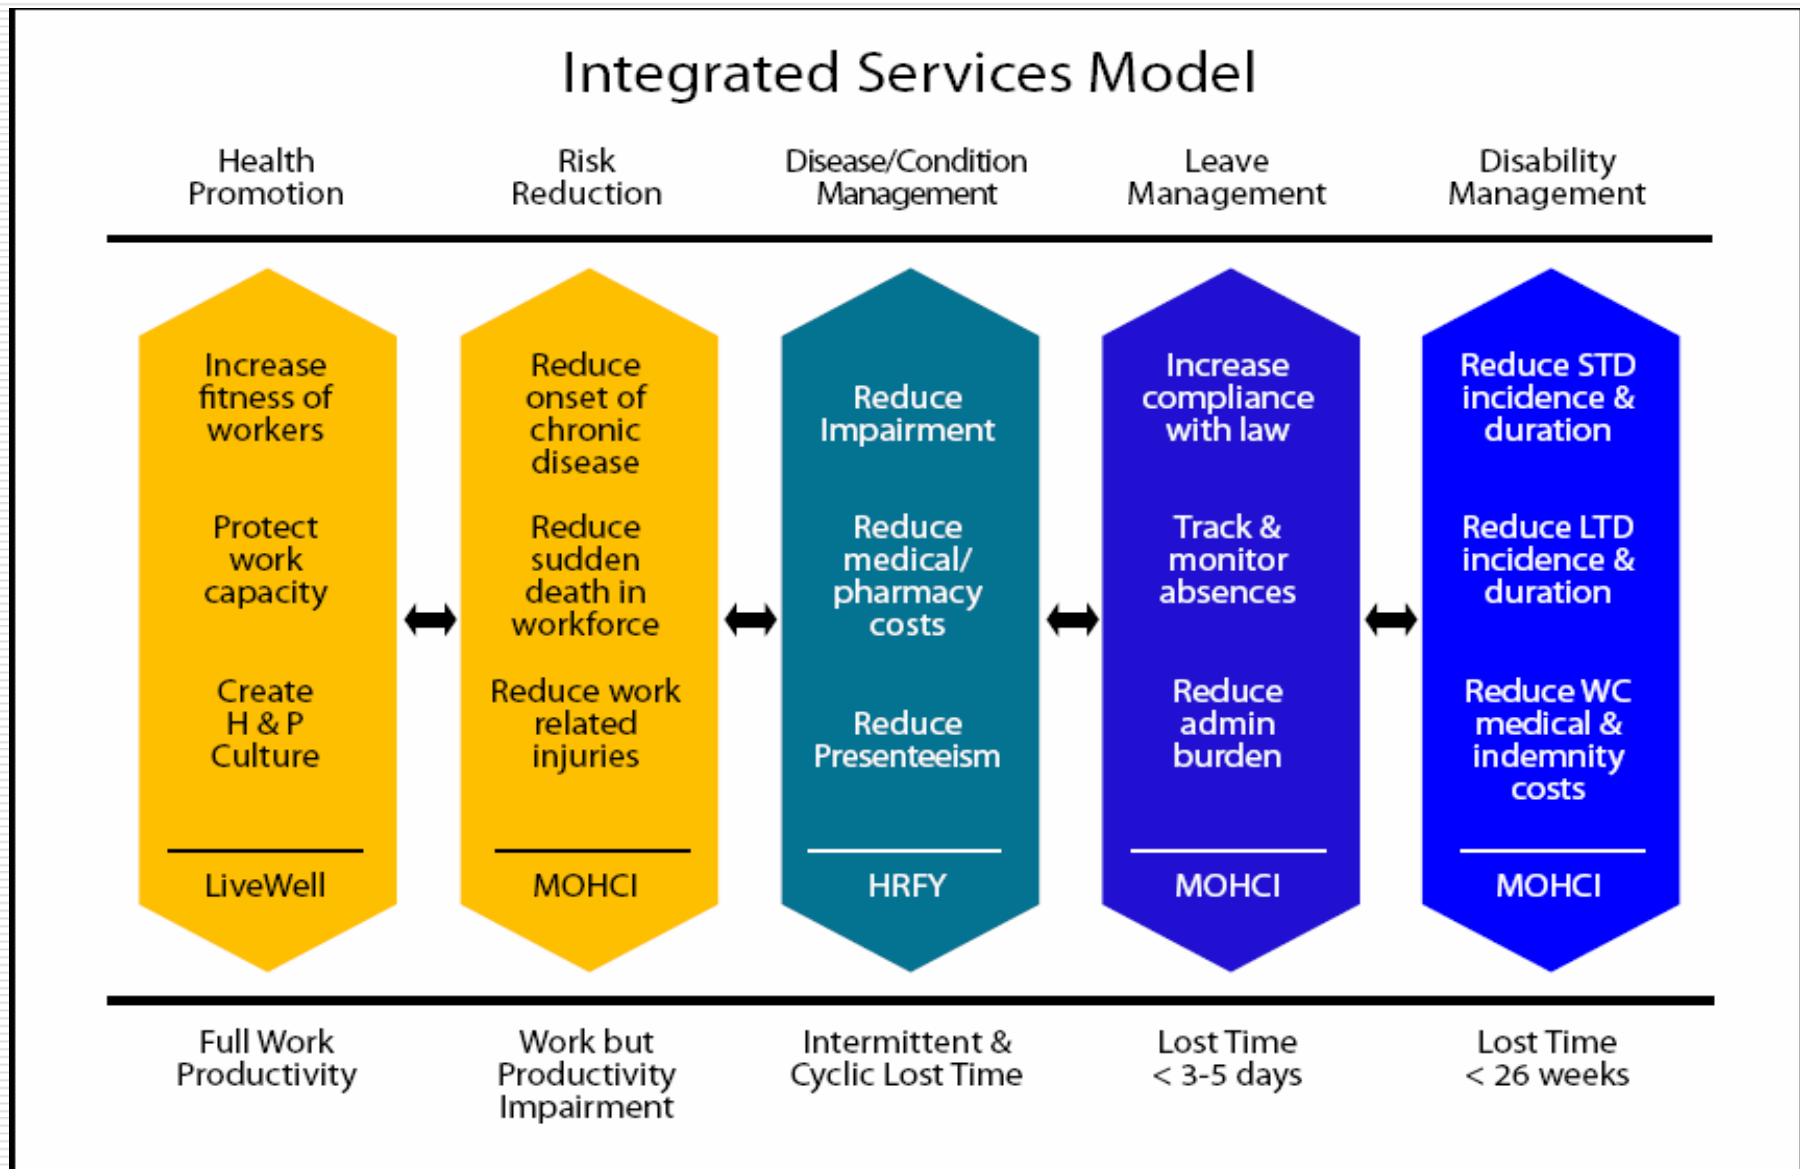 Integrated Services Model
Health
Promotion
Risk
Reduction
Disease/Condition
Management
Leave
Management
Disability
Management
Increase
fitness of
workers
Protect
work
capacity
Create
H & P
Culture
LiveWell
Reduce
onset of
chronic
disease
Reduce
sudden
death in
workforce
Reduce work
related
injuries
MOHCI
Reduce
Impairment
Reduce
medical/
pharmacy
costs
Reduce
Presenteeism
HRFY
Increase
compliance
with law
Track &
monitor
absences
Reduce
admin
burden
MOHCI
Reduce STD
incidence &
duration
Reduce LTD
incidence &
duration
Reduce WC
medical &
indemnity
costs
MOHCI
Full Work
Productivity
Work but
Productivity
Impairment
Intermittent &
Cyclic Lost Time
Lost Time
< 3-5 days
Lost Time
< 26 weeks